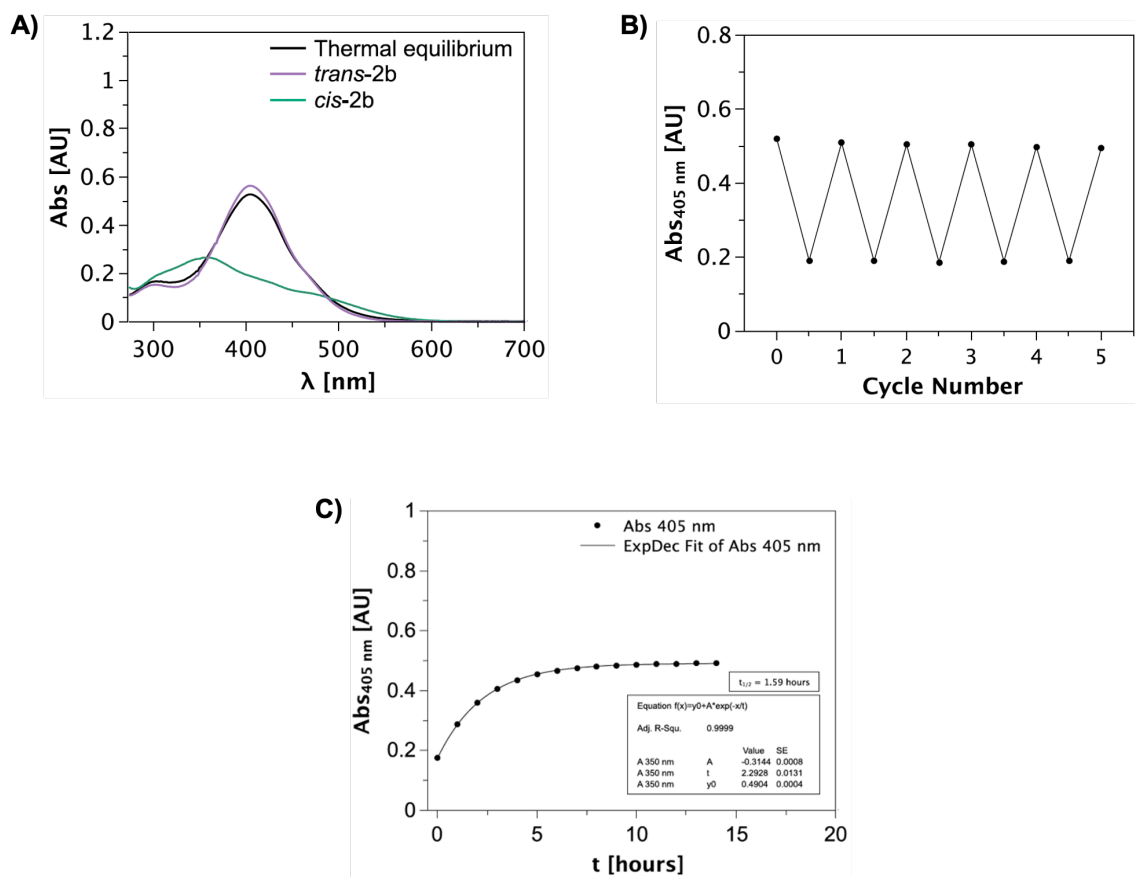 A)
Abs [AU]
1.2
1
0.8
0.6
0.4
0.2
0
Thermal equilibrium
trans-2b
cis-2b
300 400 500 600 700
λ [nm]
B)
Abs405 nm [AU]
0.8
0.6
0.4
0.2
0
0 1 2 3 4 5
Cycle Number
C)
Abs405 nm [AU]
1
0.8
0.6
0.4
0.2
0
Abs 405 nm
ExpDec Fit of Abs 405 nm
t1/2 = 1.59 hours
Equation f(x)=y0+A*exp(-x/t)
Adj. R-Squ. 0.9999
Value SE
A 350 nm A -0.3144 0.0008
A 350 nm t 2.2928 0.0131
A 350 nm y0 0.4904 0.0004
0 5 10 15 20
t [hours]